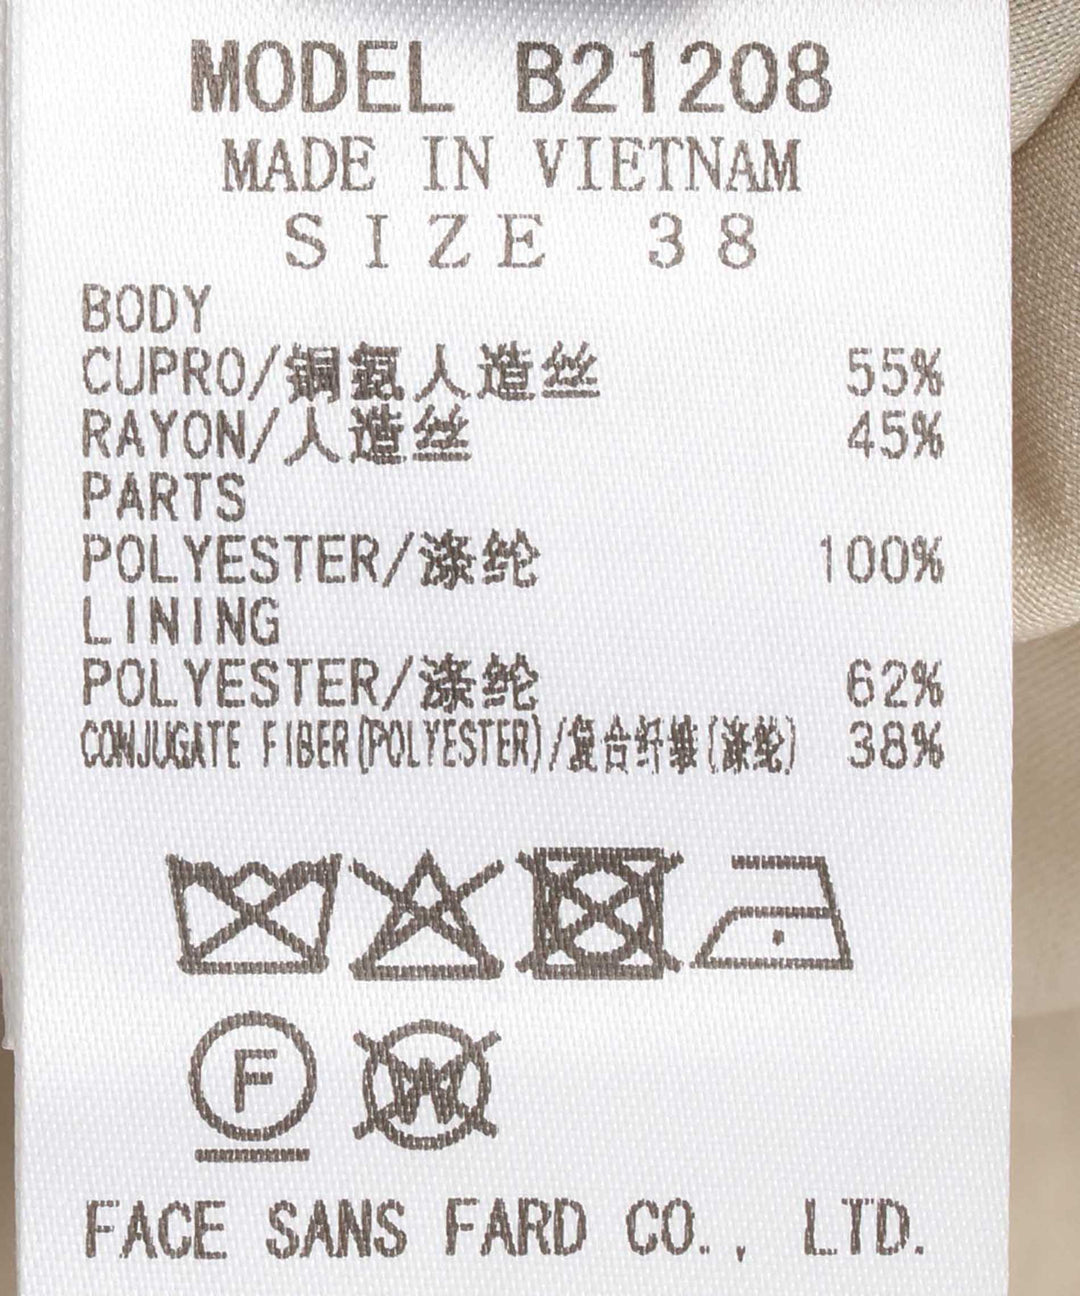 MODEL B21208
MADE IN VIETNAM
SIZE 38
BODY
CUPRO/铜氨人造丝 55%
RAYON/人造丝 45%
PARTS
POLYESTER/涤纶 100%
LINING
POLYESTER/涤纶 62%
CONJUGATE FIBER(POLYESTER)/复合纤维(涤纶) 38%
F W
FACE SANS FARD CO., LTD.